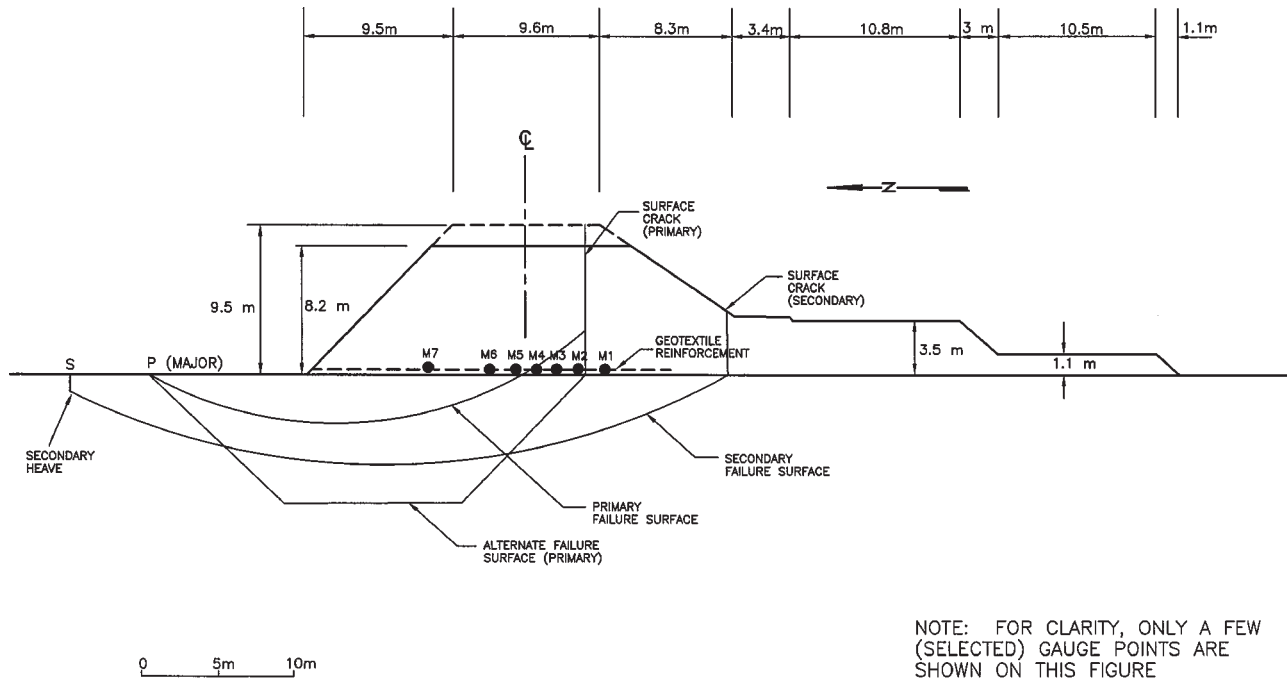 9.5m 9.6m 8.3m 3.4m 10.8m 3 m 10.5m 1.1m
℄
N
SURFACE
CRACK
(PRIMARY)
SURFACE
CRACK
(SECONDARY)
9.5 m
8.2 m
GEOTEXTILE
REINFORCEMENT
3.5 m
1.1 m
S P (MAJOR) M7 M6 M5 M4 M3 M2 M1
SECONDARY
HEAVE
SECONDARY
FAILURE SURFACE
PRIMARY
FAILURE SURFACE
ALTERNATE FAILURE
SURFACE (PRIMARY)
NOTE: FOR CLARITY, ONLY A FEW
(SELECTED) GAUGE POINTS ARE
SHOWN ON THIS FIGURE
0 5m 10m